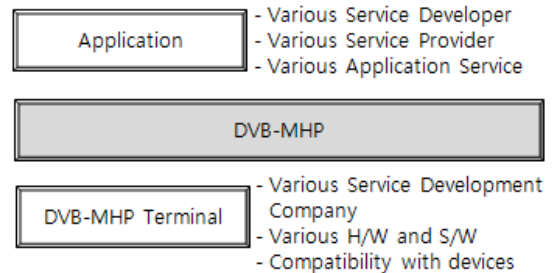 Application
- Various Service Developer
- Various Service Provider
- Various Application Service
DVB-MHP
DVB-MHP Terminal
- Various Service Development
Company
- Various H/W and S/W
- Compatibility with devices